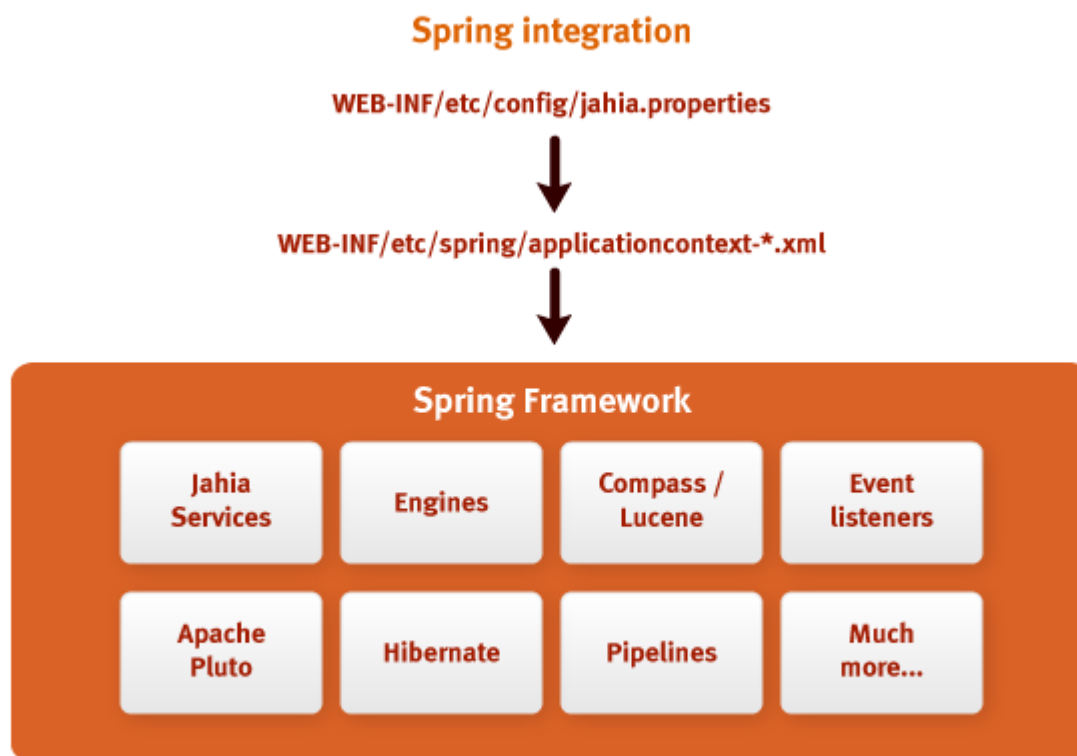 Spring integration
WEB-INF/etc/config/jahia.properties
WEB-INF/etc/spring/applicationcontext-*.xml
Spring Framework
Jahia
Services
Engines
Compass /
Lucene
Event
listeners
Apache
Pluto
Hibernate
Pipelines
Much
more...